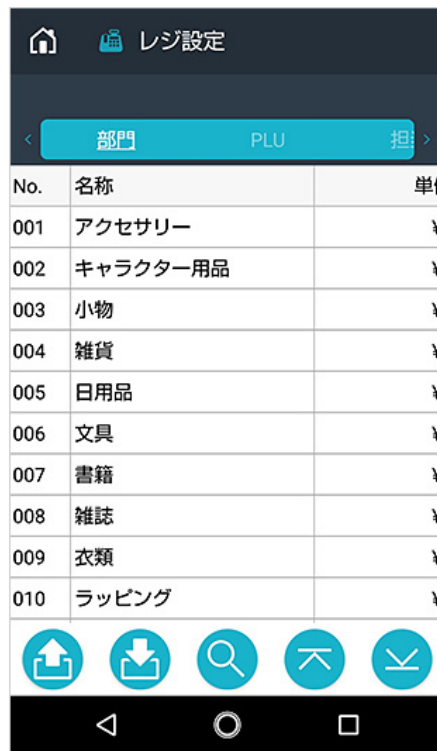 レジ設定
部門 PLU 担
No. 名称 単
001 アクセサリー ¥
002 キャラクター用品 ¥
003 小物 ¥
004 雑貨 ¥
005 日用品 ¥
006 文具 ¥
007 書籍 ¥
008 雑誌 ¥
009 衣類 ¥
010 ラッピング ¥